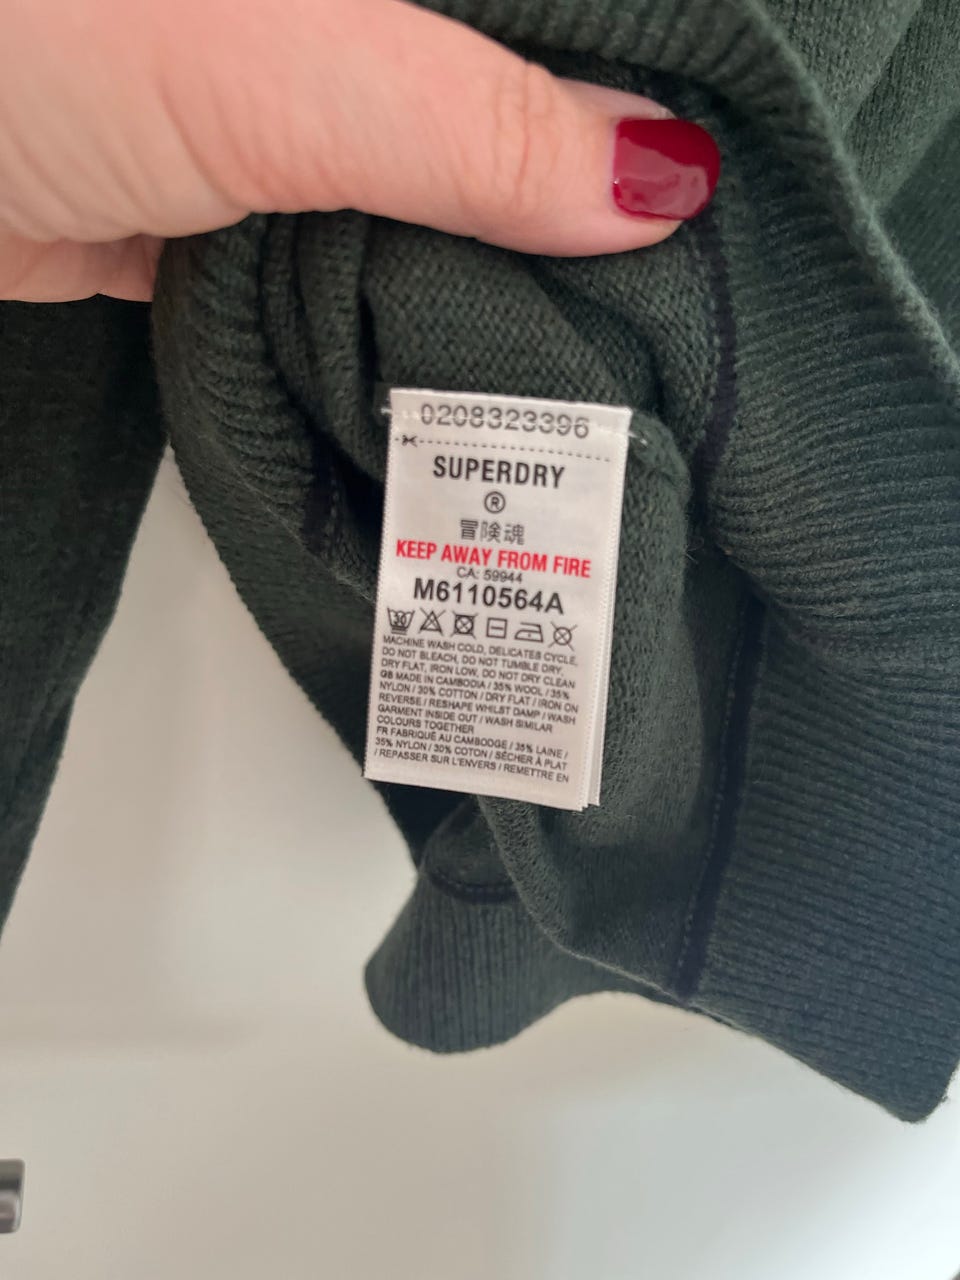 0208323396
SUPERDRY
®
冒険魂
KEEP AWAY FROM FIRE
CA: 59944
M6110564A
30
MACHINE WASH COLD, DELICATES CYCLE,
DO NOT BLEACH, DO NOT TUMBLE DRY,
DRY FLAT, IRON LOW, DO NOT DRY CLEAN
GB MADE IN CAMBODIA / 35% WOOL / 35%
NYLON / 30% COTTON / DRY FLAT / IRON ON
REVERSE / RESHAPE WHILST DAMP / WASH
GARMENT INSIDE OUT / WASH SIMILAR
COLOURS TOGETHER
FR FABRIQUÉ AU CAMBODGE / 35% LAINE /
35% NYLON / 30% COTON / SÉCHER À PLAT
/ REPASSER SUR L'ENVERS / REMETTRE EN